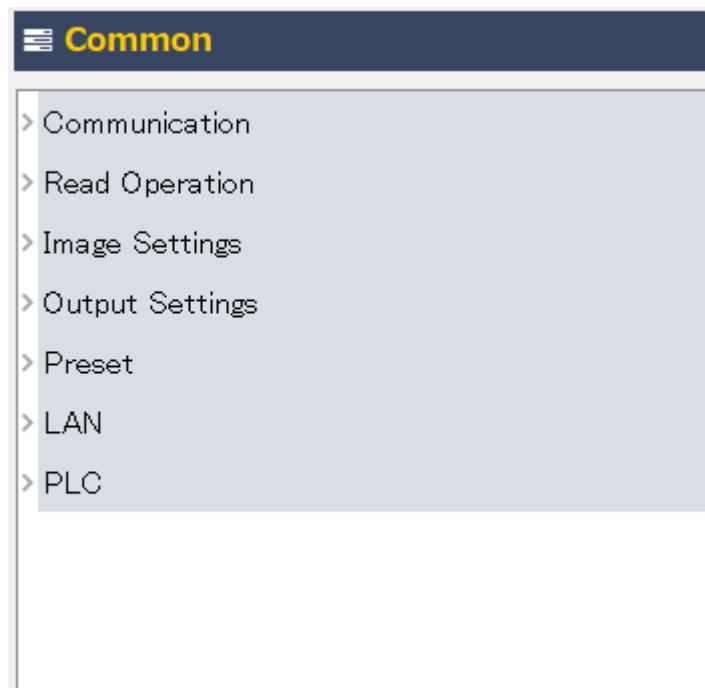 Common
Communication
Read Operation
Image Settings
Output Settings
Preset
LAN
PLC